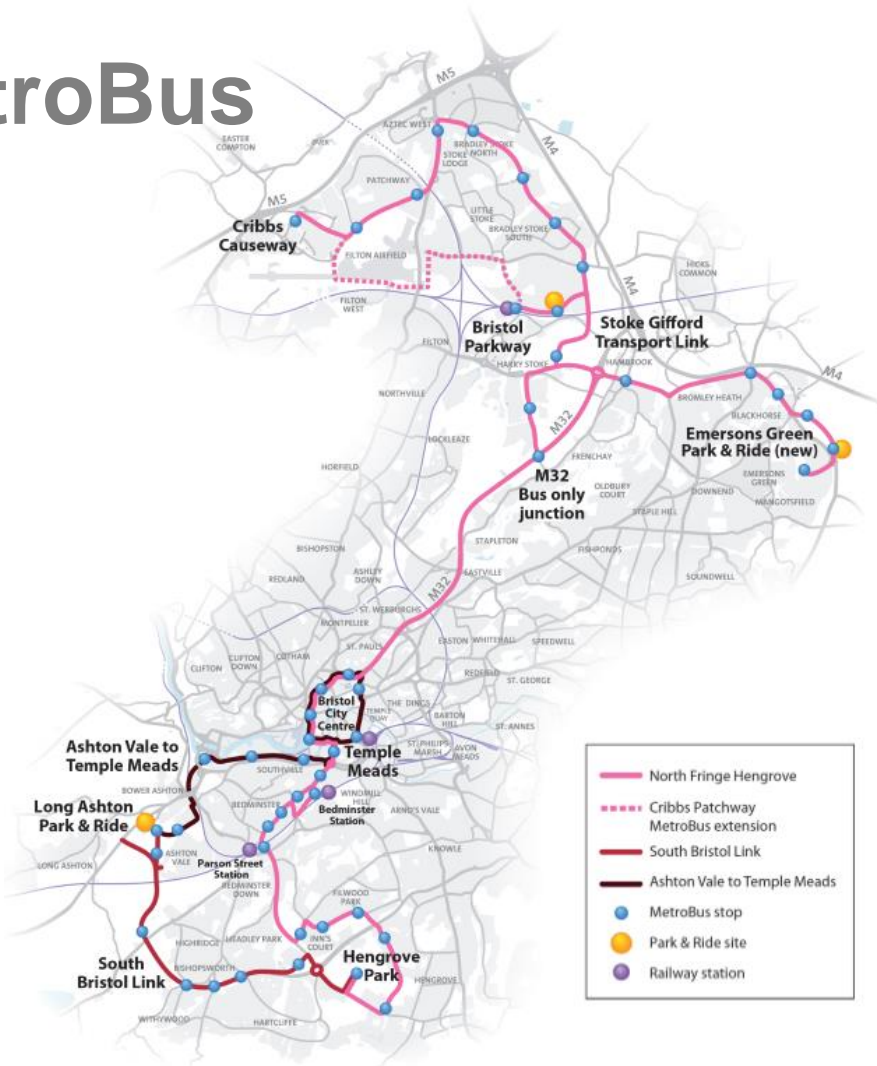 troBus
M5
AZTEC WEST
M4
EASTER
COMPTON
BRADLEY STOKE
NORTH
STOKE
LODGE
PATCHWAY
M5
LITTLE
STOKE
Cribbs
Causeway
BRADLEY STOKE
SOUTH
FILTON AIRFIELD
HICKS
COMMON
M4
FILTON
WEST
Bristol
Parkway
Stoke Gifford
Transport Link
FILTON
HARRY STOKE
HAMBROOK
M4
NORTHVILLE
BROMLEY HEATH
M32
BLACKHORSE
LOCKLEAZE
Emersons Green
Park & Ride (new)
FRENCHAY
HORFIELD
M32
Bus only
junction
OLDBURY
COURT
EMERSONS
GREEN
DOWNEND
MANGOTSFIELD
STAPLE HILL
STAPLETON
BISHOPSTON
FISHPONDS
ASHLEY
DOWN
EASTVILLE
REDLAND
SOUNDWELL
M32
ST. WERBURGHS
MONTPELIER
EASTON
WHITEHALL
SPEEDWELL
ST. PAULS
COTHAM
CLIFTON
DOWN
CLIFTON
REDFIELD
ST. GEORGE
Bristol
City
Centre
THE DINGS
TEMPLE
QUAY
BARTON
HILL
ST. ANNES
Ashton Vale to
Temple Meads
Temple
Meads
ST. PHILIPS
MARSH
AVON
MEADS
SOUTHVILLE
BOWER ASHTON
WINDMILL
HILL
Long Ashton
Park & Ride
BEDMINSTER
Bedminster
Station
ARNO'S VALE
KNOWLE
ASHTON
VALE
LONG ASHTON
Parson Street
Station
BEDMINSTER
DOWN
FILWOOD
PARK
HIGHRIDGE
HEADLEY PARK
INN'S
COURT
Hengrove
Park
South
Bristol Link
BISHOPSWORTH
HENGROVE
WITHYWOOD
HARTCLIFFE
North Fringe Hengrove
Cribbs Patchway
MetroBus extension
South Bristol Link
Ashton Vale to Temple Meads
MetroBus stop
Park & Ride site
Railway station